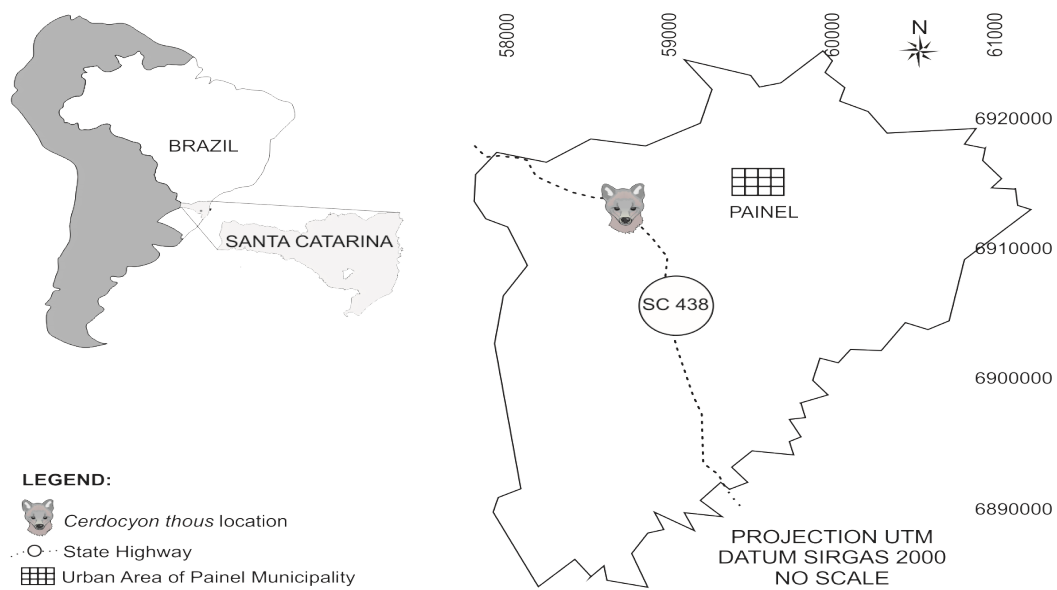 BRAZIL
SANTA CATARINA
LEGEND:
Cerdocyon thous location
State Highway
Urban Area of Painel Municipality
58000
59000
60000
61000
N
6920000
6910000
6900000
6890000
PAINEL
SC 438
PROJECTION UTM
DATUM SIRGAS 2000
NO SCALE